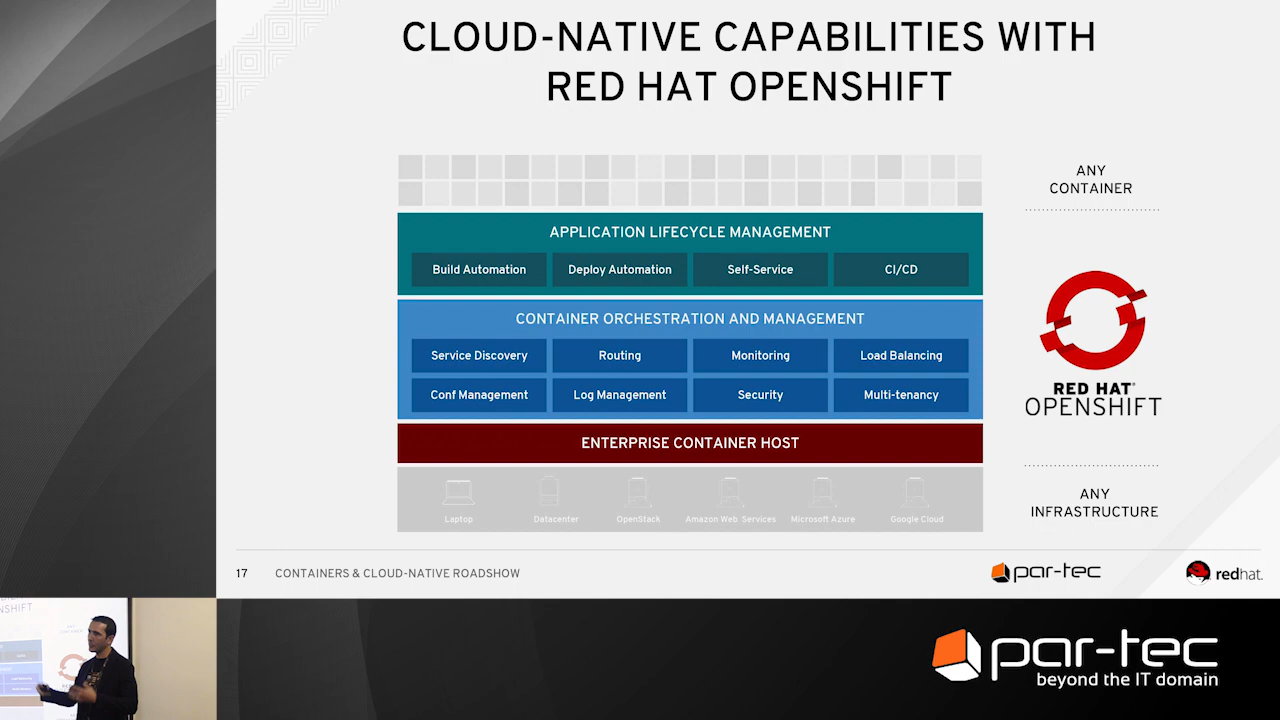 CLOUD-NATIVE CAPABILITIES WITH
RED HAT OPENSHIFT
ANY
CONTAINER
APPLICATION LIFECYCLE MANAGEMENT
Build Automation
Deploy Automation
Self-Service
CI/CD
CONTAINER ORCHESTRATION AND MANAGEMENT
Service Discovery
Routing
Monitoring
Load Balancing
Conf Management
Log Management
Security
Multi-tenancy
RED HAT®
OPENSHIFT
ENTERPRISE CONTAINER HOST
Laptop
Datacenter
OpenStack
Amazon Web Services
Microsoft Azure
Google Cloud
ANY
INFRASTRUCTURE
17
CONTAINERS & CLOUD-NATIVE ROADSHOW
par-tec
redhat.
NSHIFT
par-tec
beyond the IT domain